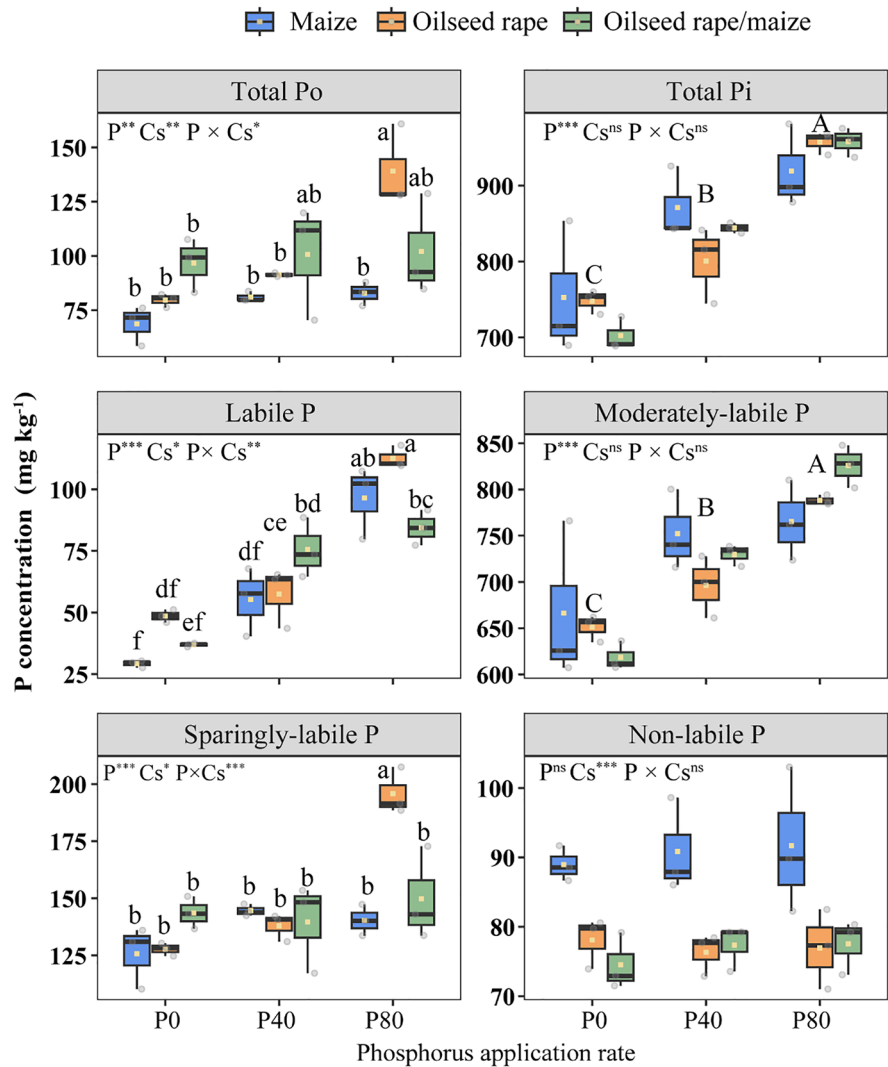 Maize Oilseed rape Oilseed rape/maize
Total Po
P** Cs** P × Cs*
150
125
100
75
b b b b b ab b a ab
Total Pi
P*** Csns P × Csns
900
800
700
C B A
Labile P
P*** Cs* P× Cs**
100
75
50
25
f df ef df ce bd ab a bc
Moderately-labile P
P*** Csns P × Csns
850
800
750
700
650
600
C B A
Sparingly-labile P
P*** Cs* P×Cs***
200
175
150
125
b b b b b b b a b
Non-labile P
Pns Cs*** P × Csns
100
90
80
70
P0 P40 P80
P0 P40 P80
P concentration (mg kg-1)
Phosphorus application rate